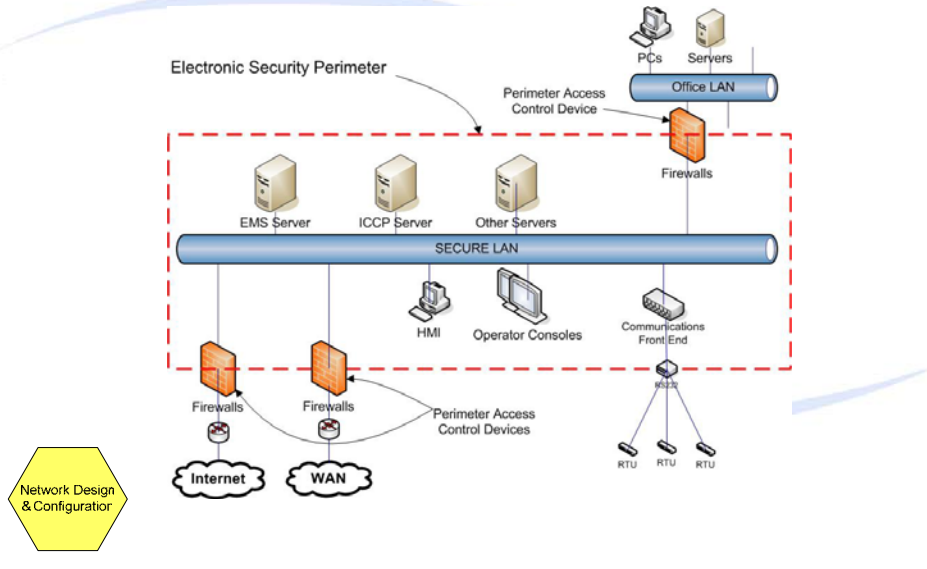 PCs
Servers
Office LAN
Electronic Security Perimeter
Perimeter Access
Control Device
Firewalls
EMS Server
ICCP Server
Other Servers
SECURE LAN
HMI
Operator Consoles
Communications
Front End
RS232
Firewalls
Firewalls
Perimeter Access
Control Devices
RTU
RTU
RTU
Internet
WAN
Network Design
& Configuration